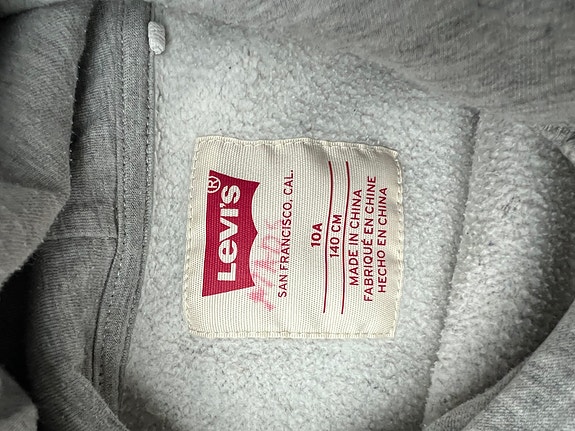 Levi's®
SAN FRANCISCO, CAL.
10A
140 CM
MADE IN CHINA
FABRIQUÉ EN CHINE
HECHO EN CHINA